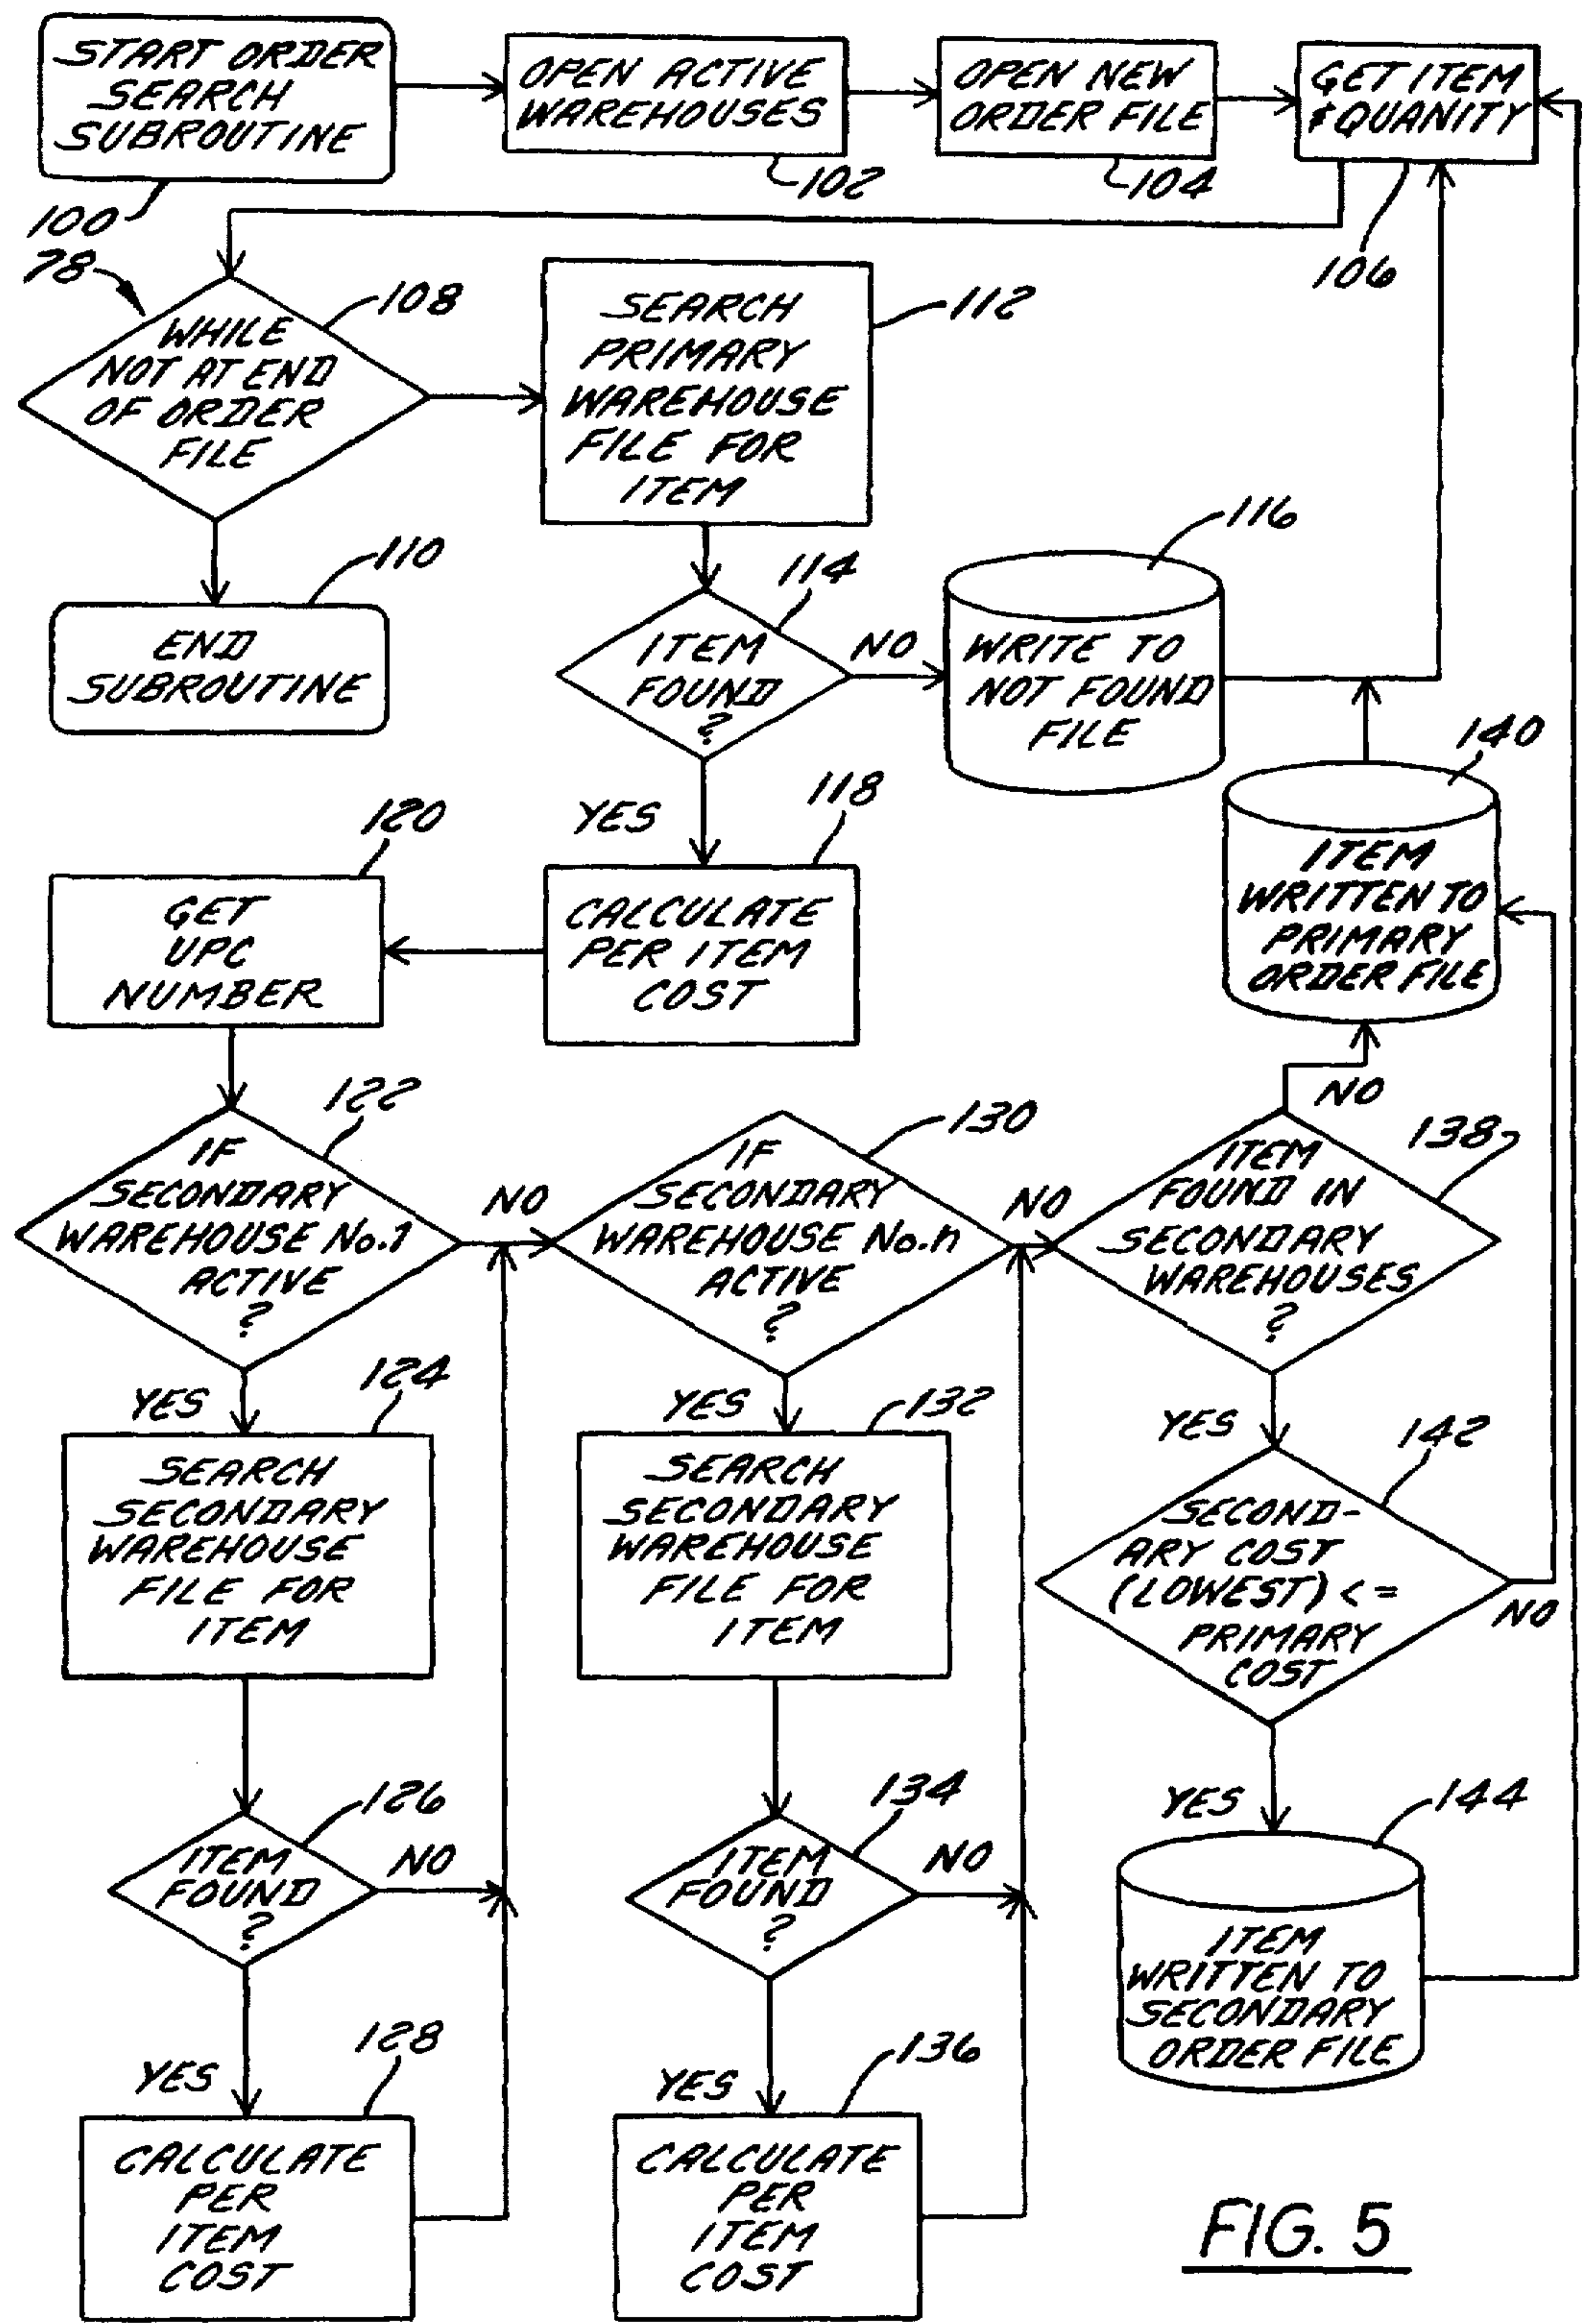 START ORDER
SEARCH
SUBROUTINE
100
OPEN ACTIVE
WAREHOUSES
102
OPEN NEW
ORDER FILE
104
GET ITEM
& QUANITY
106
78
WHILE
NOT AT END
OF ORDER
FILE
108
END
SUBROUTINE
110
SEARCH
PRIMARY
WAREHOUSE
FILE FOR
ITEM
112
ITEM
FOUND
?
114
NO
WRITE TO
NOT FOUND
FILE
116
YES
CALCULATE
PER ITEM
COST
118
GET
UPC
NUMBER
120
IF
SECONDARY
WAREHOUSE No.1
ACTIVE
?
122
NO
YES
SEARCH
SECONDARY
WAREHOUSE
FILE FOR
ITEM
124
ITEM
FOUND
?
126
NO
YES
CALCULATE
PER
ITEM
COST
128
IF
SECONDARY
WAREHOUSE No.n
ACTIVE
?
130
NO
YES
SEARCH
SECONDARY
WAREHOUSE
FILE FOR
ITEM
132
ITEM
FOUND
?
134
NO
YES
CALCULATE
PER
ITEM
COST
136
ITEM
FOUND IN
SECONDARY
WAREHOUSES
?
138
NO
ITEM
WRITTEN TO
PRIMARY
ORDER FILE
140
YES
SECOND-
ARY COST
(LOWEST) <=
PRIMARY
COST
142
NO
YES
ITEM
WRITTEN TO
SECONDARY
ORDER FILE
144
FIG. 5